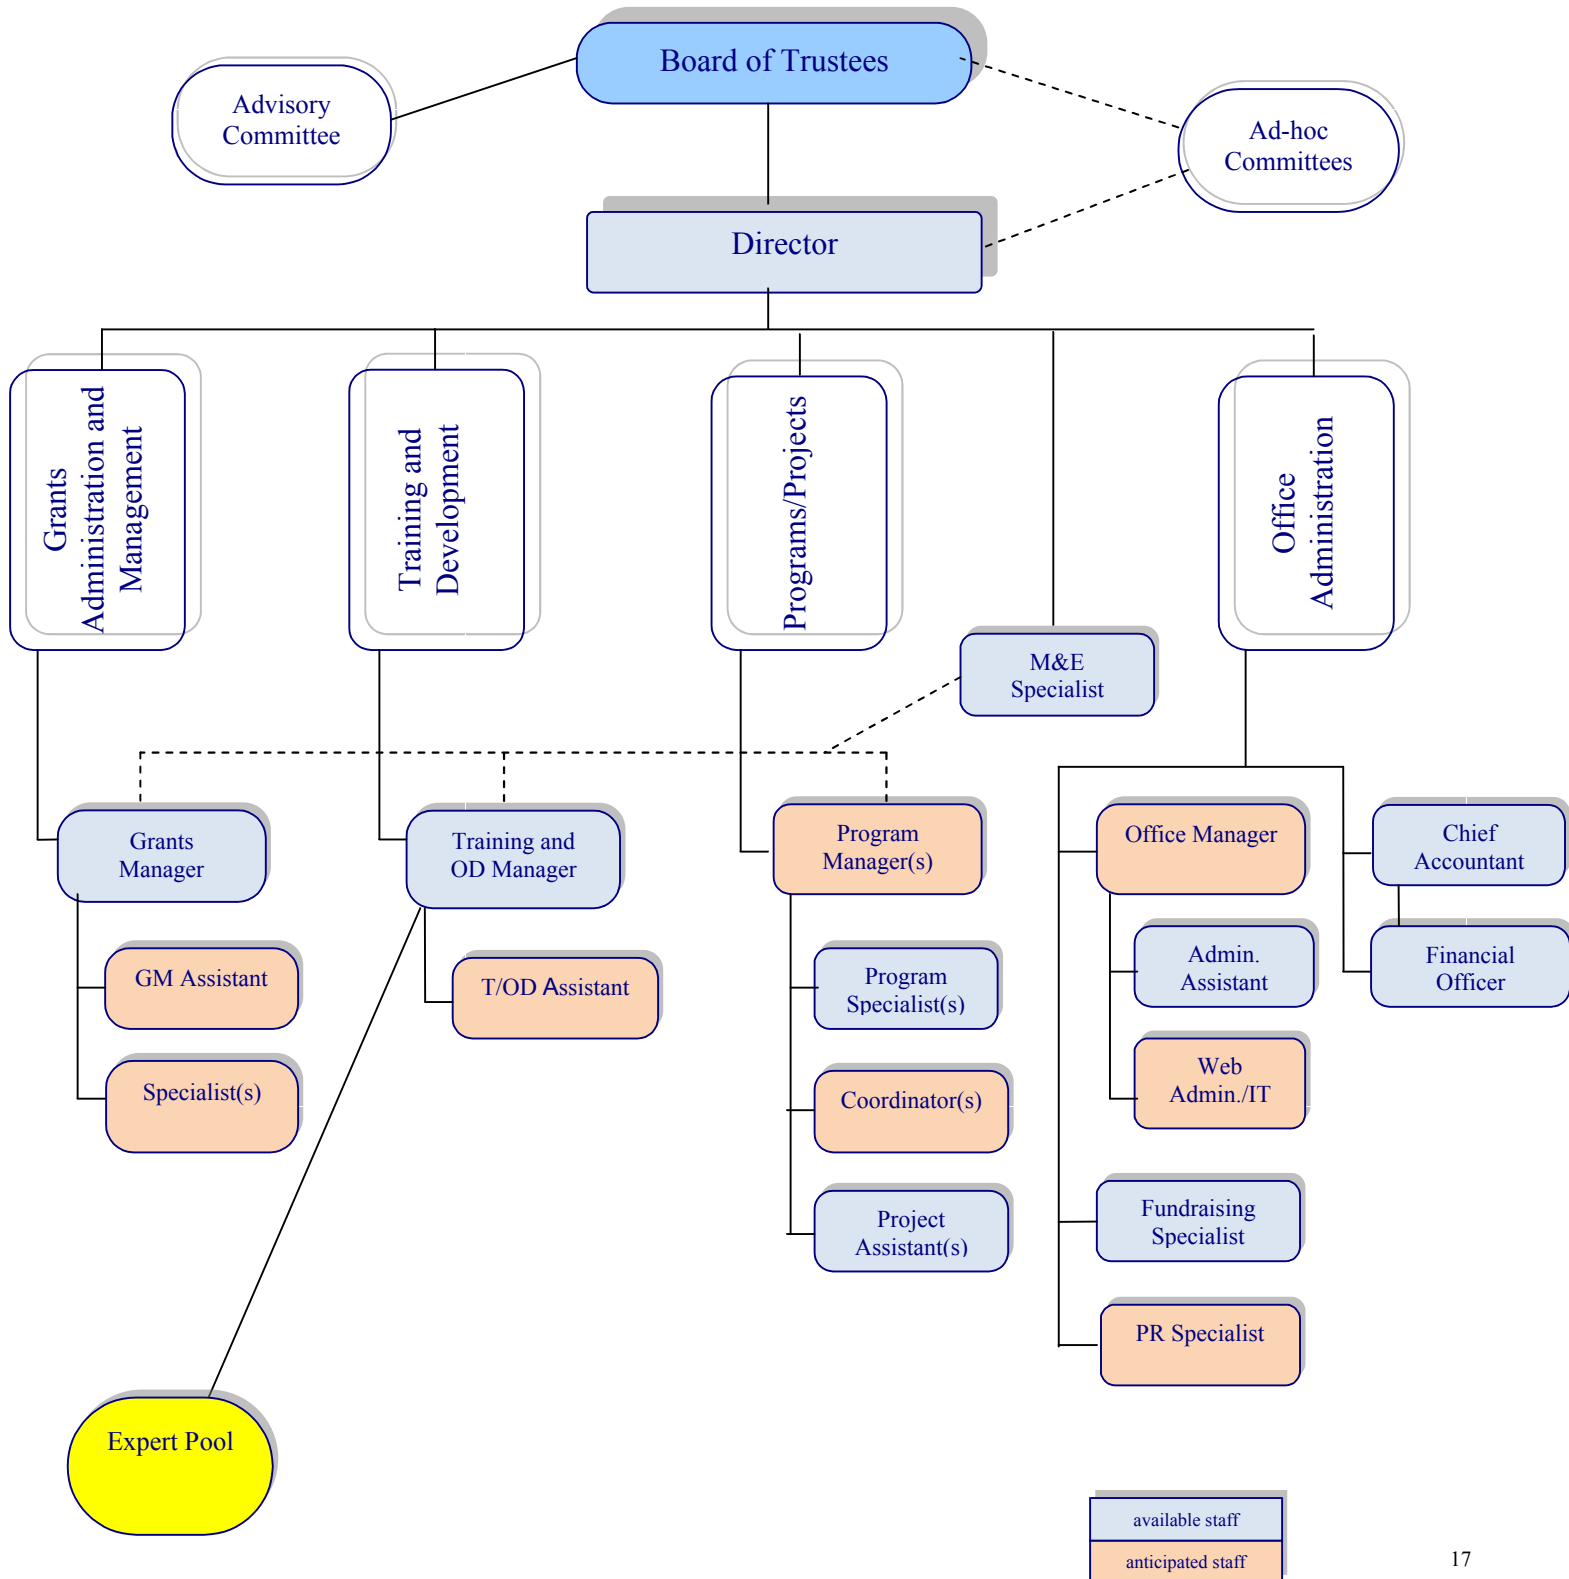 Board of Trustees
Advisory
Committee
Ad-hoc
Committees
Director
Grants
Administration and
Management
Training and
Development
Programs/Projects
Office
Administration
M&E
Specialist
Grants
Manager
Training and
OD Manager
Program
Manager(s)
Office Manager
Chief
Accountant
GM Assistant
T/OD Assistant
Program
Specialist(s)
Admin.
Assistant
Financial
Officer
Specialist(s)
Coordinator(s)
Web
Admin./IT
Project
Assistant(s)
Fundraising
Specialist
PR Specialist
Expert Pool
available staff
anticipated staff
17